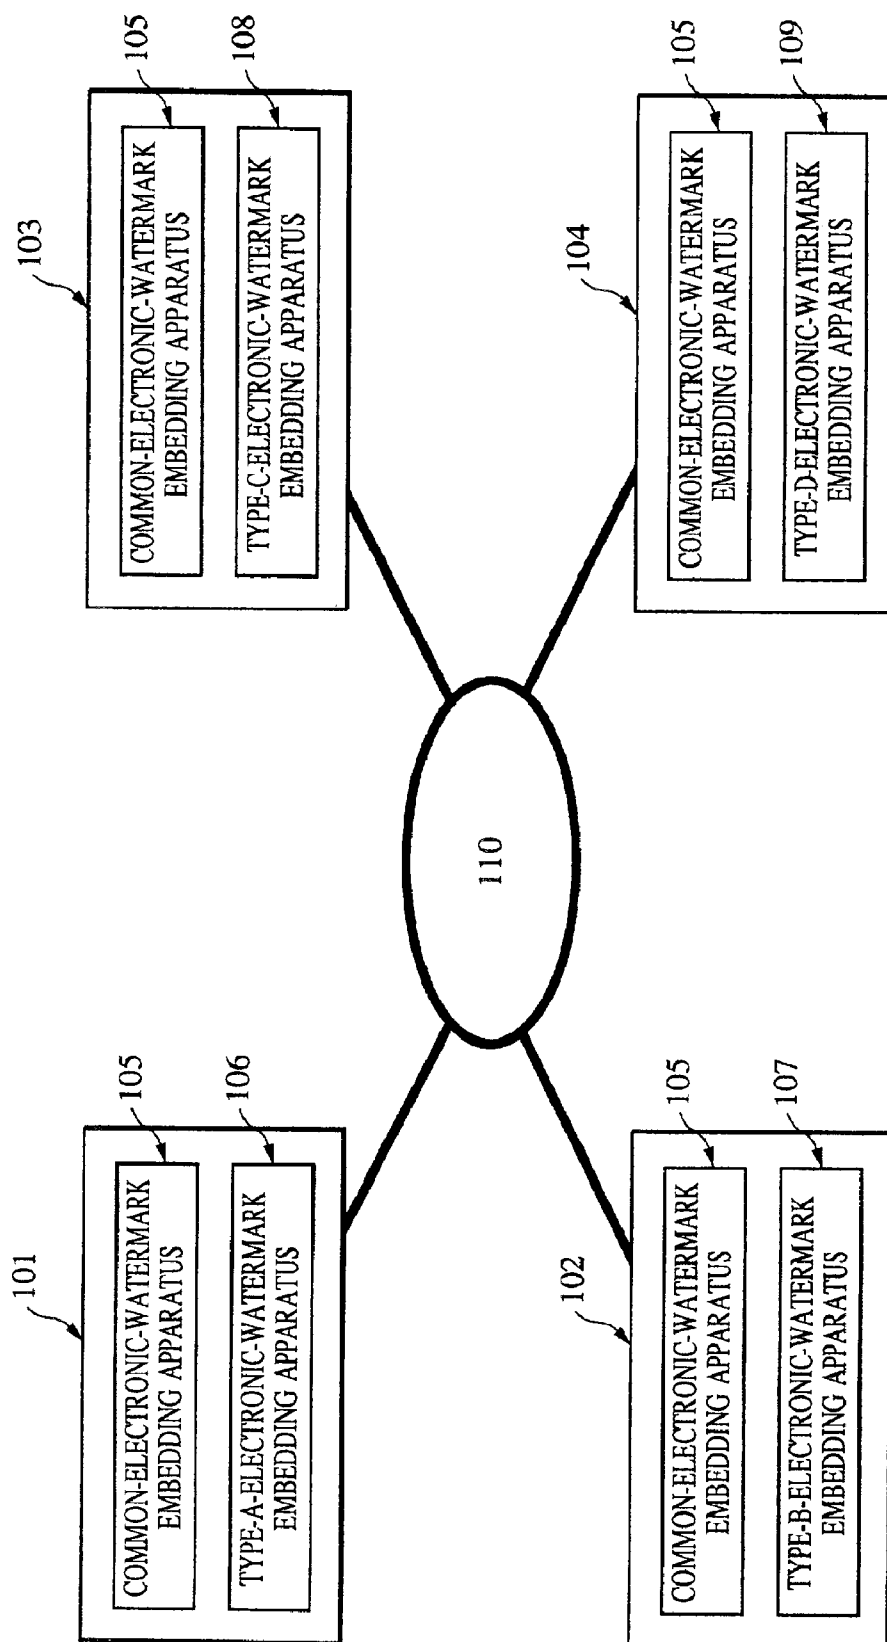 101
COMMON-ELECTRONIC-WATERMARK
EMBEDDING APPARATUS
105
TYPE-A-ELECTRONIC-WATERMARK
EMBEDDING APPARATUS
106
103
COMMON-ELECTRONIC-WATERMARK
EMBEDDING APPARATUS
105
TYPE-C-ELECTRONIC-WATERMARK
EMBEDDING APPARATUS
108
110
102
COMMON-ELECTRONIC-WATERMARK
EMBEDDING APPARATUS
105
TYPE-B-ELECTRONIC-WATERMARK
EMBEDDING APPARATUS
107
104
COMMON-ELECTRONIC-WATERMARK
EMBEDDING APPARATUS
105
TYPE-D-ELECTRONIC-WATERMARK
EMBEDDING APPARATUS
109